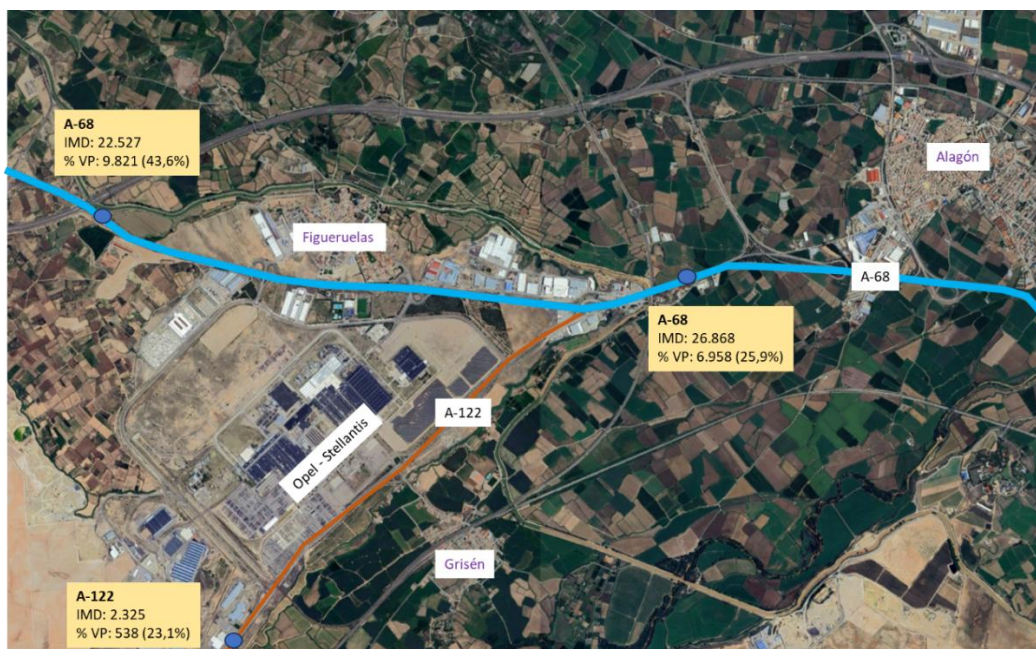 A-68
IMD: 22.527
% VP: 9.821 (43,6%)
Alagón
Figueruelas
A-68
A-68
IMD: 26.868
% VP: 6.958 (25,9%)
A-122
Opel - Stellantis
Grisén
A-122
IMD: 2.325
% VP: 538 (23,1%)